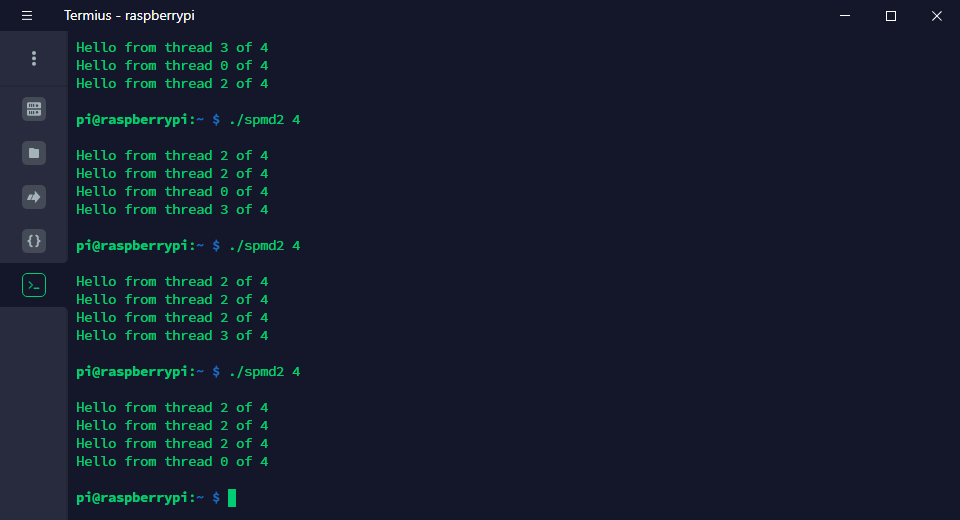 Termius - raspberrypi
Hello from thread 3 of 4
Hello from thread 0 of 4
Hello from thread 2 of 4
pi@raspberrypi:~ $ ./spmd2 4
Hello from thread 2 of 4
Hello from thread 2 of 4
Hello from thread 0 of 4
Hello from thread 3 of 4
pi@raspberrypi:~ $ ./spmd2 4
Hello from thread 2 of 4
Hello from thread 2 of 4
Hello from thread 2 of 4
Hello from thread 3 of 4
pi@raspberrypi:~ $ ./spmd2 4
Hello from thread 2 of 4
Hello from thread 2 of 4
Hello from thread 2 of 4
Hello from thread 0 of 4
pi@raspberrypi:~ $